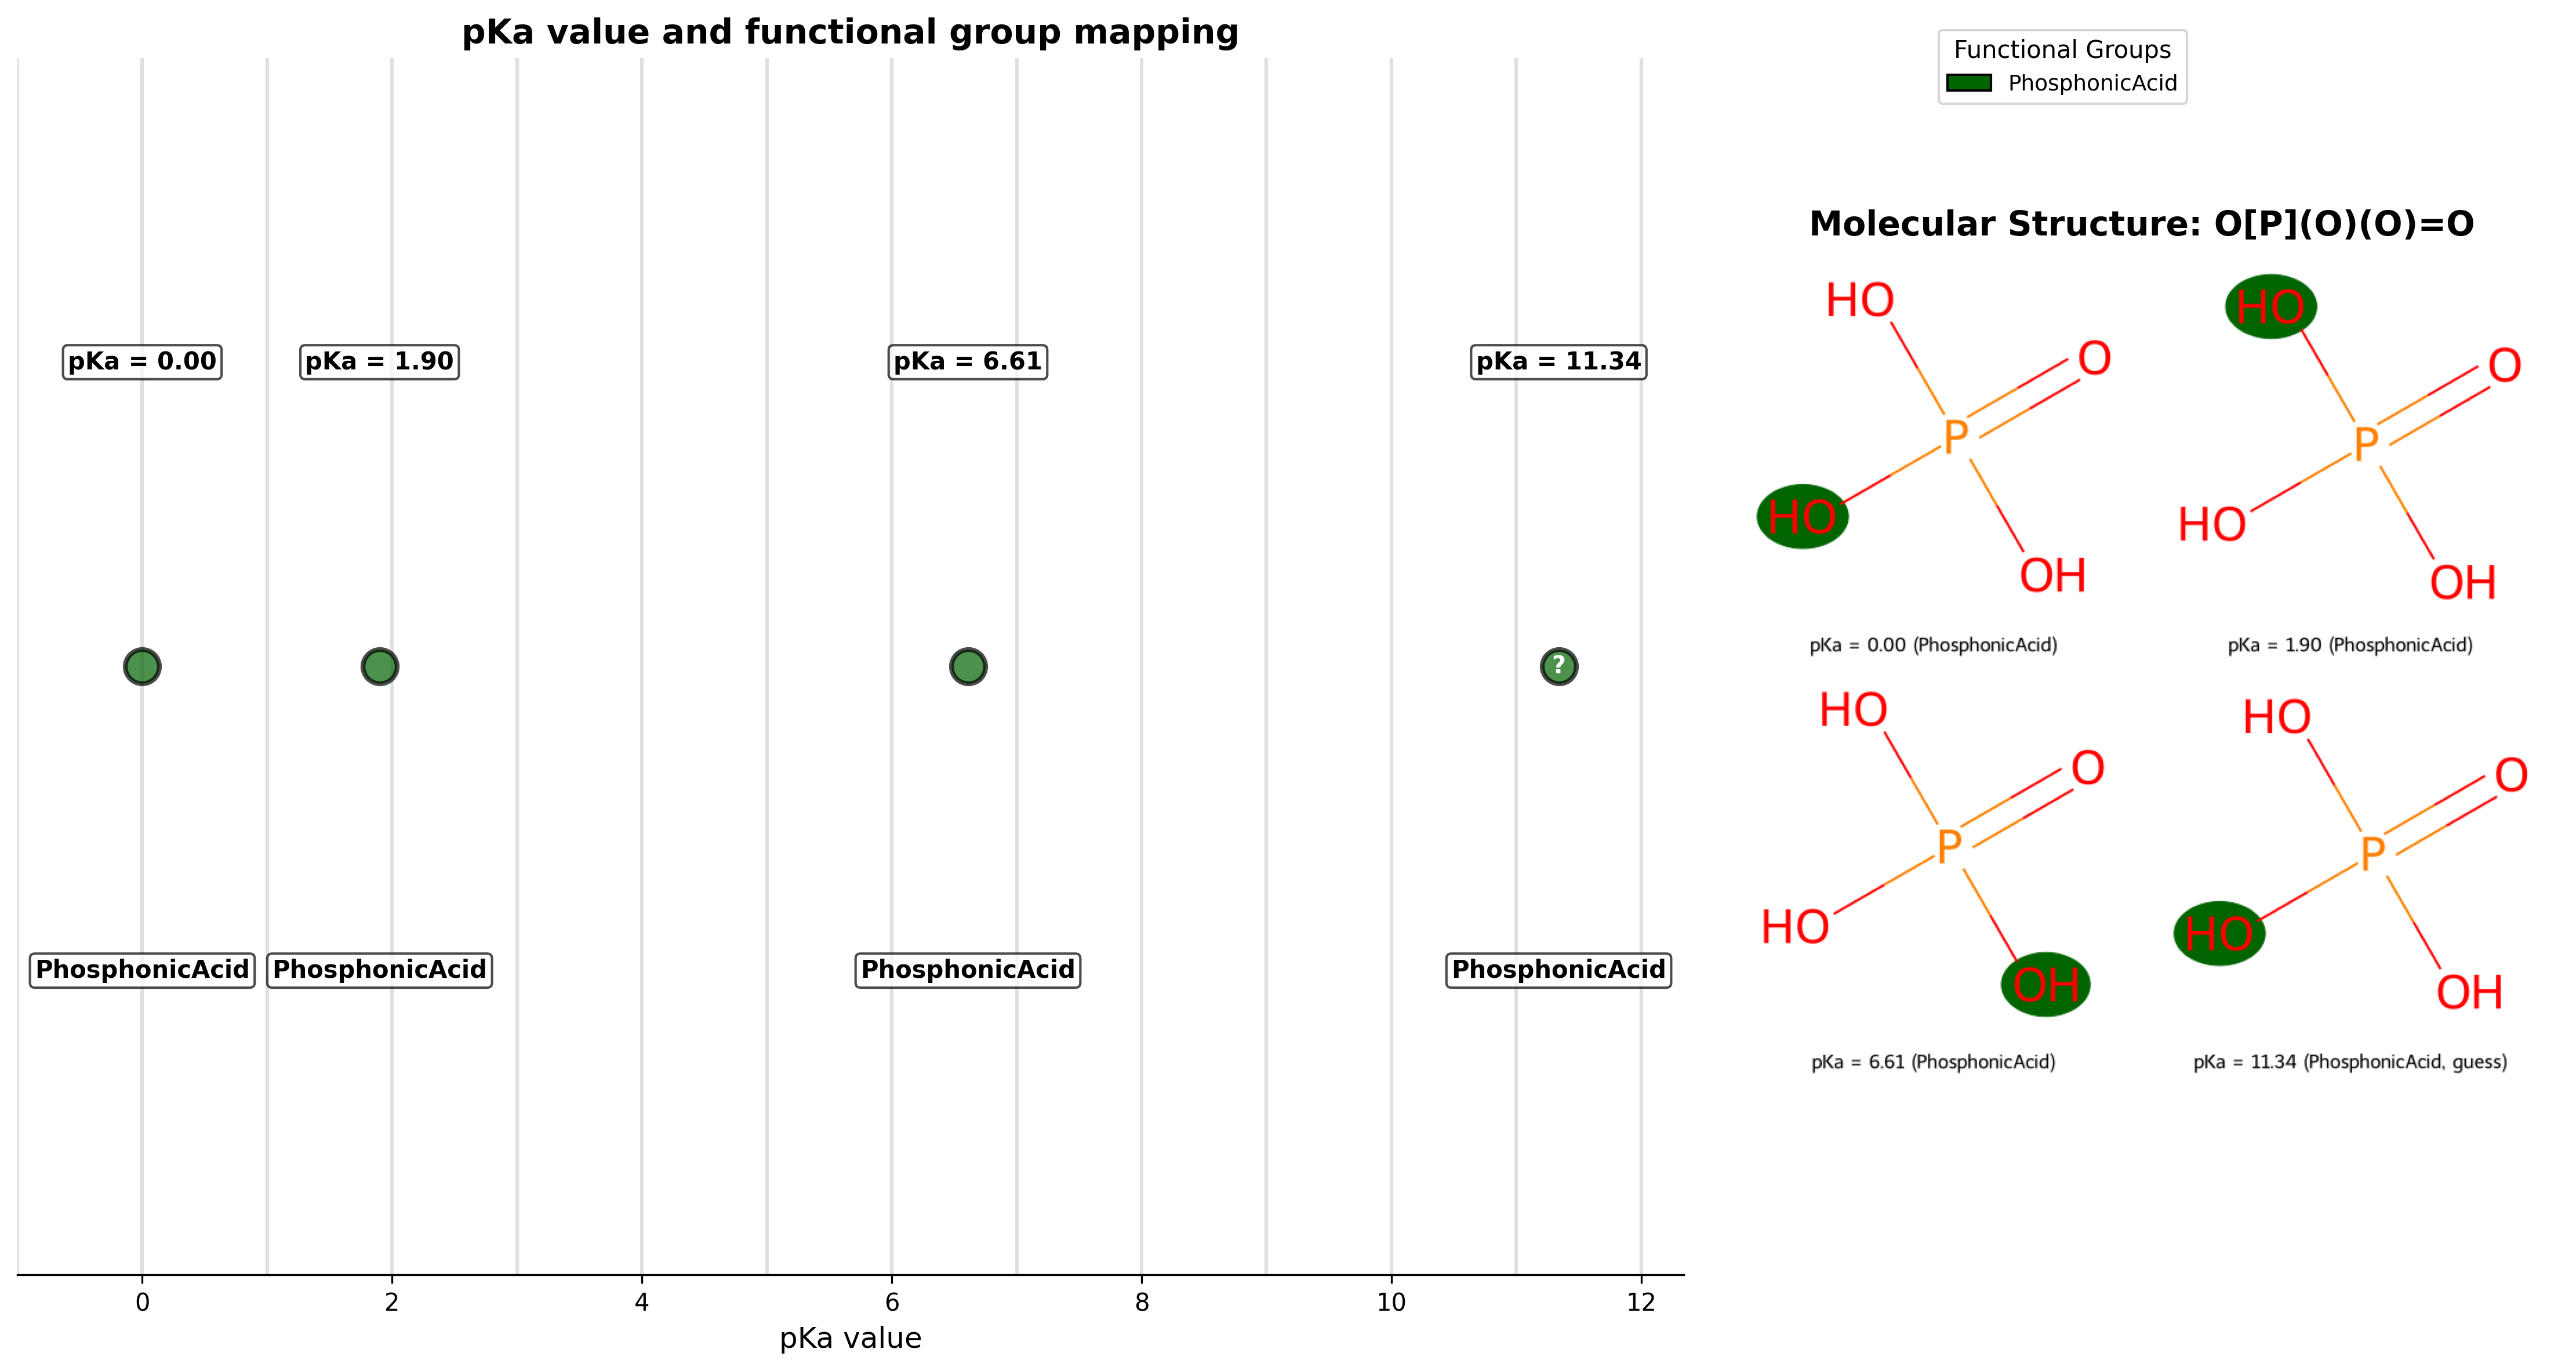 pKa value and functional group mapping
pKa = 0.00
pKa = 1.90
pKa = 6.61
pKa = 11.34
?
PhosphonicAcid
PhosphonicAcid
PhosphonicAcid
PhosphonicAcid
0
2
4
6
8
10
12
pKa value
Functional Groups
PhosphonicAcid
Molecular Structure: O[P](O)(O)=O
HO
O
P
HO
OH
pKa = 0.00 (PhosphonicAcid)
HO
O
P
HO
OH
pKa = 1.90 (PhosphonicAcid)
HO
O
P
HO
OH
pKa = 6.61 (PhosphonicAcid)
HO
O
P
HO
OH
pKa = 11.34 (PhosphonicAcid, guess)